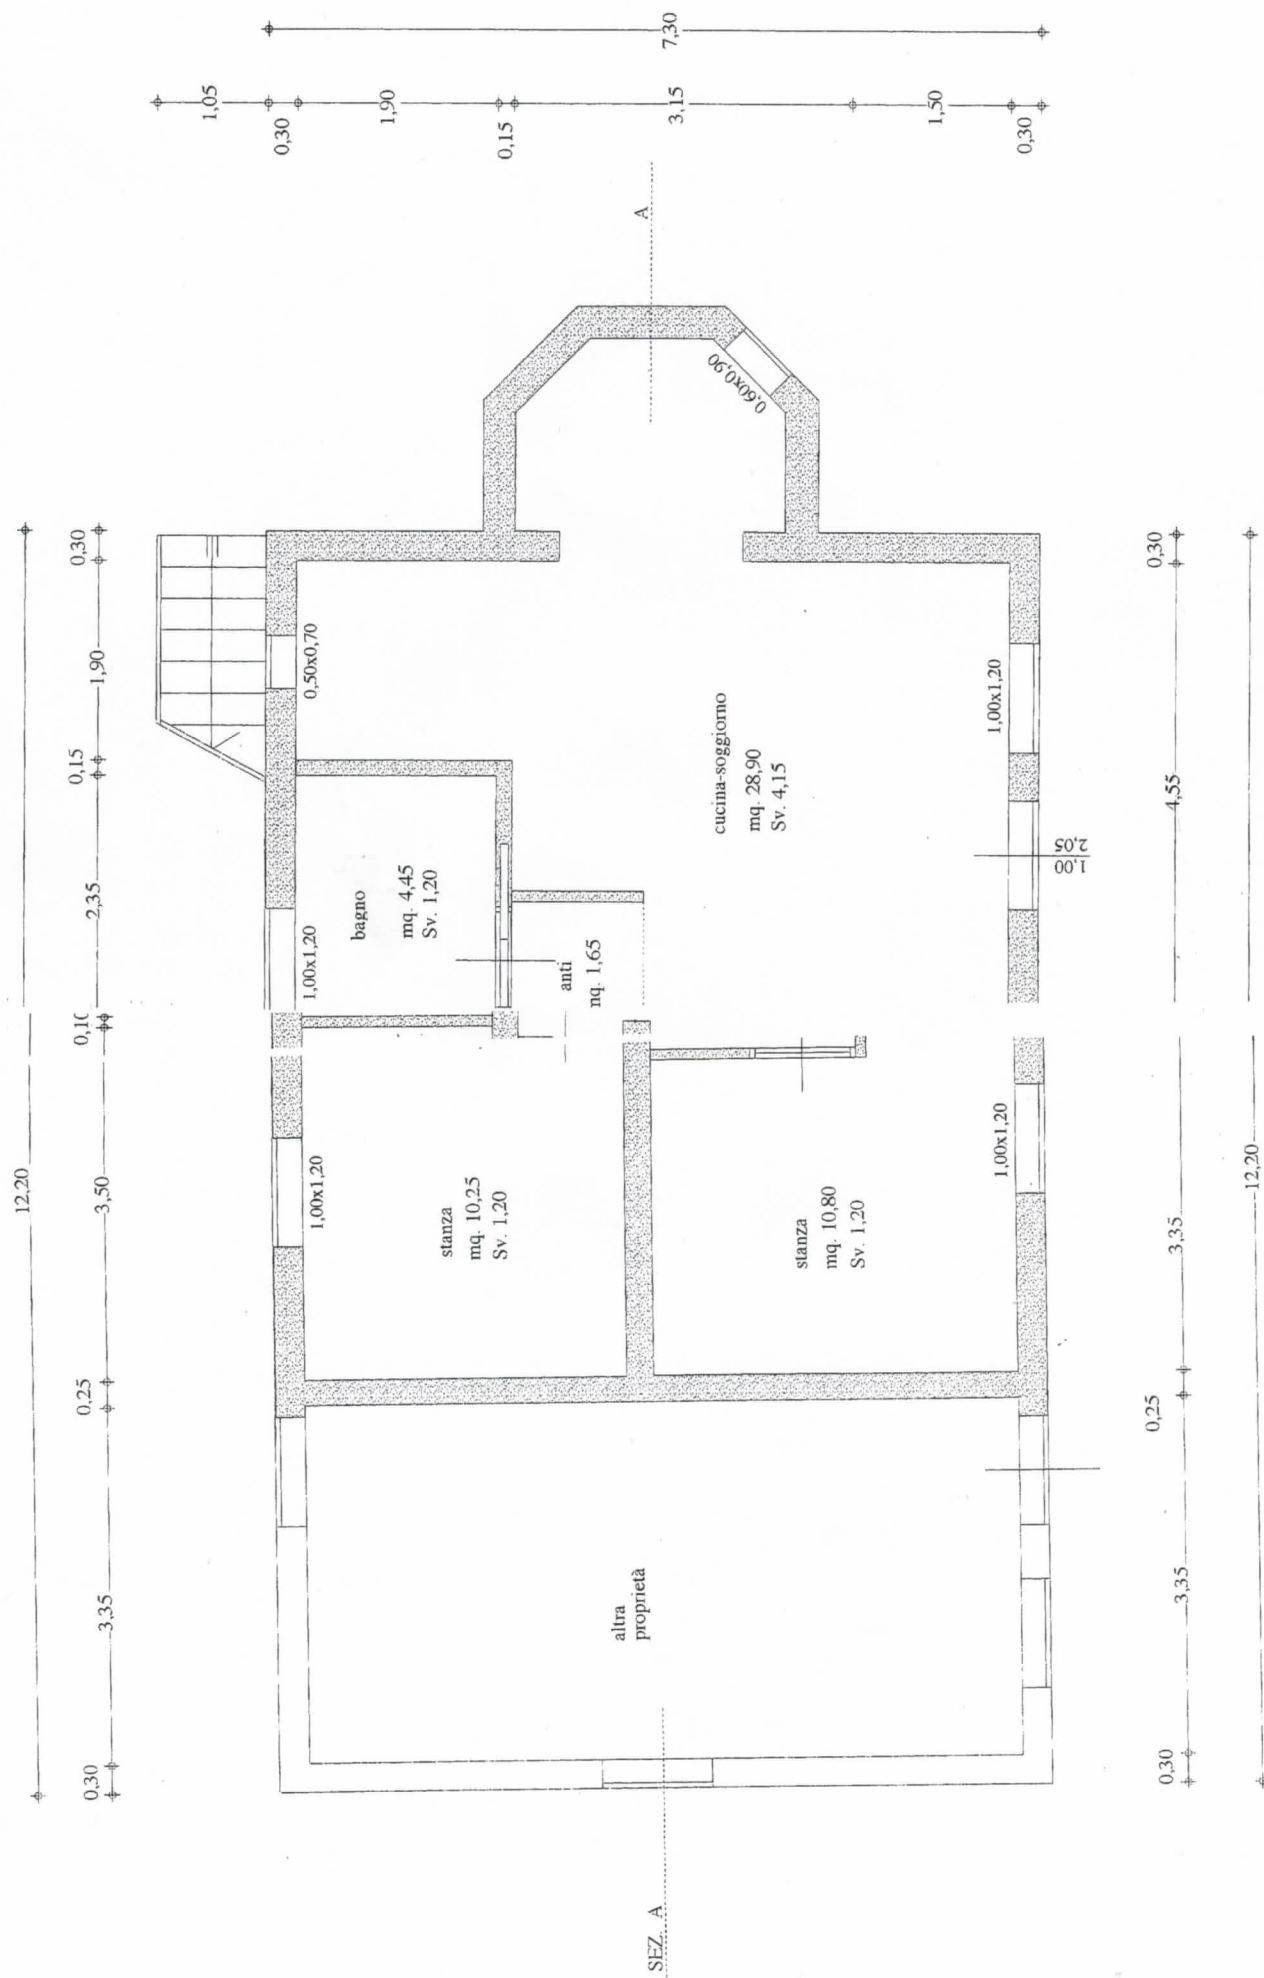 7,30
1,05
0,30
1,90
0,15
3,15
1,50
0,30
A
12,20
0,30
1,90
0,15
2,35
0,10
3,50
0,25
3,35
0,30
0,50x0,70
1,00x1,20
1,00x1,20
bagno
mq. 4,45
Sv. 1,20
anti
nq. 1,65
cucina-soggiorno
mq. 28,90
Sv. 4,15
0,60x0,90
1,00x1,20
1,00
2,05
1,00x1,20
stanza
mq. 10,25
Sv. 1,20
stanza
mq. 10,80
Sv. 1,20
altra
proprietà
0,30
4,55
3,35
0,25
3,35
0,30
12,20
SEZ. A